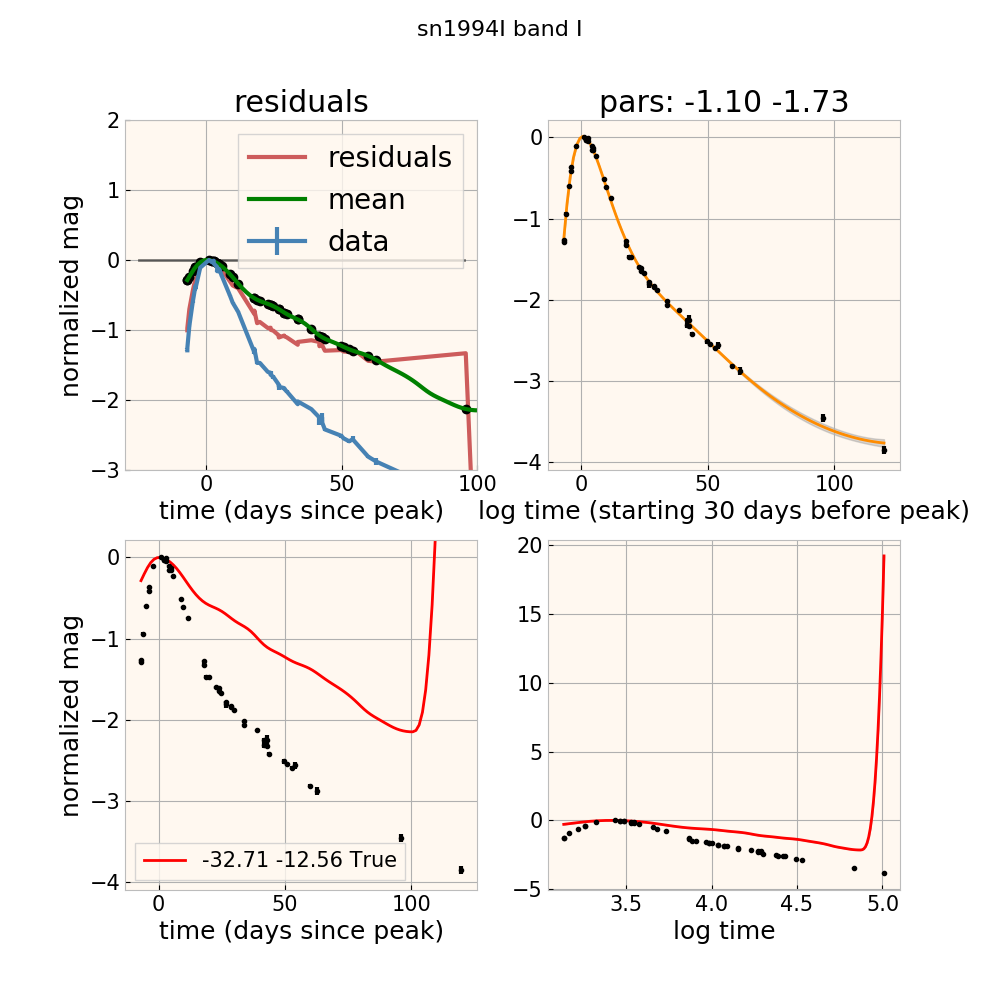 sn1994I band I
residuals
pars: -1.10 -1.73
2
1
0
−1
−2
−3
normalized mag
residuals
mean
data
0
50
100
time (days since peak)
0
−1
−2
−3
−4
0
50
100
log time (starting 30 days before peak)
0
−1
−2
−3
−4
normalized mag
-32.71 -12.56 True
0
50
100
time (days since peak)
20
15
10
5
0
−5
3.5
4.0
4.5
5.0
log time